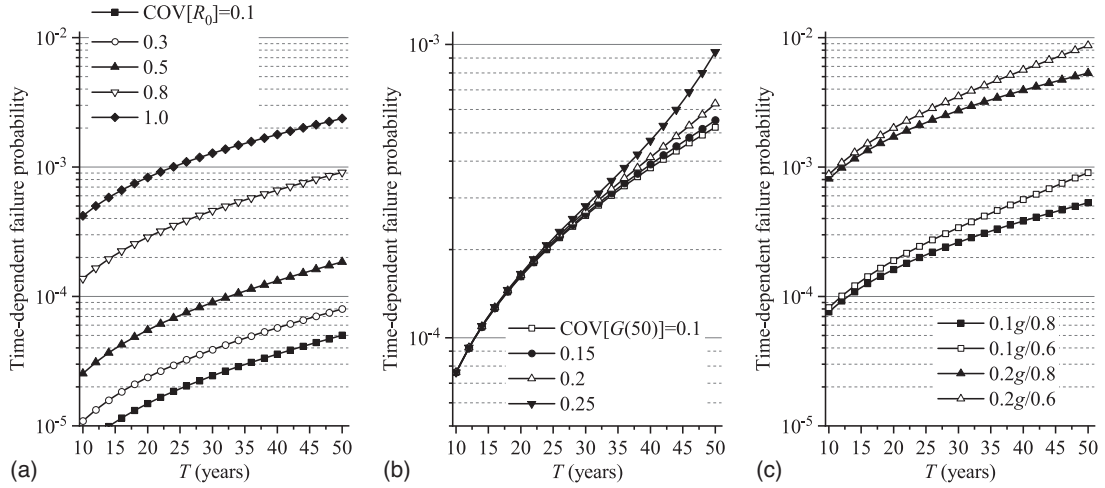 COV[R0]=0.1
0.3
0.5
0.8
1.0
Time-dependent failure probability
10-2
10-3
10-4
10-5
10 15 20 25 30 35 40 45 50
T (years)
(a)
Time-dependent failure probability
10-3
10-4
COV[G(50)]=0.1
0.15
0.2
0.25
10 15 20 25 30 35 40 45 50
T (years)
(b)
Time-dependent failure probability
10-2
10-3
10-4
10-5
0.1g/0.8
0.1g/0.6
0.2g/0.8
0.2g/0.6
10 15 20 25 30 35 40 45 50
T (years)
(c)